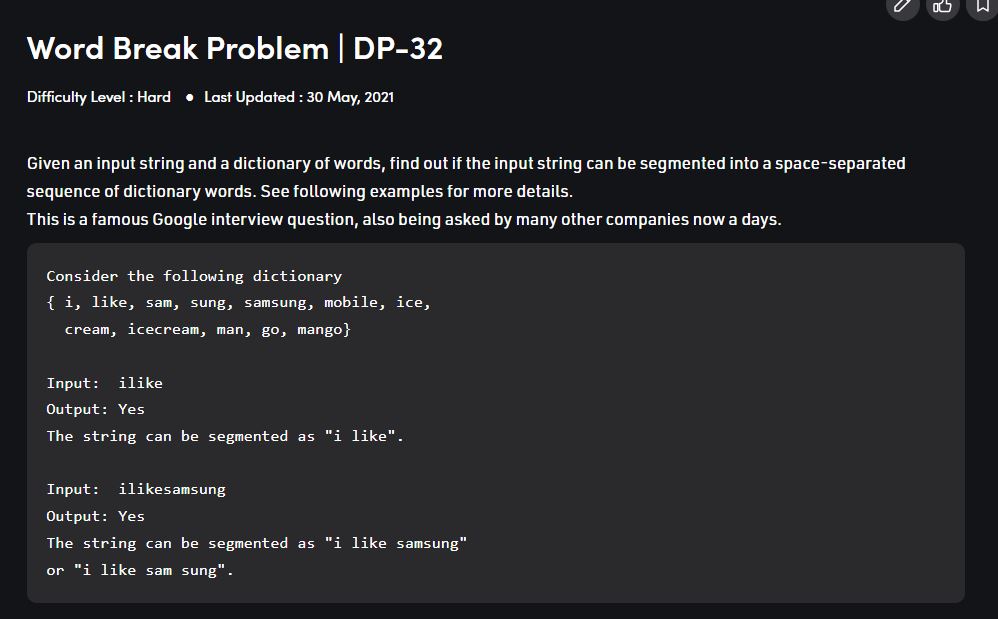 Word Break Problem | DP-32
Difficulty Level : Hard ● Last Updated : 30 May, 2021
Given an input string and a dictionary of words, find out if the input string can be segmented into a space-separated
sequence of dictionary words. See following examples for more details.
This is a famous Google interview question, also being asked by many other companies now a days.
Consider the following dictionary
{ i, like, sam, sung, samsung, mobile, ice,
  cream, icecream, man, go, mango}
Input:  ilike
Output: Yes
The string can be segmented as "i like".
Input:  ilikesamsung
Output: Yes
The string can be segmented as "i like samsung"
or "i like sam sung".